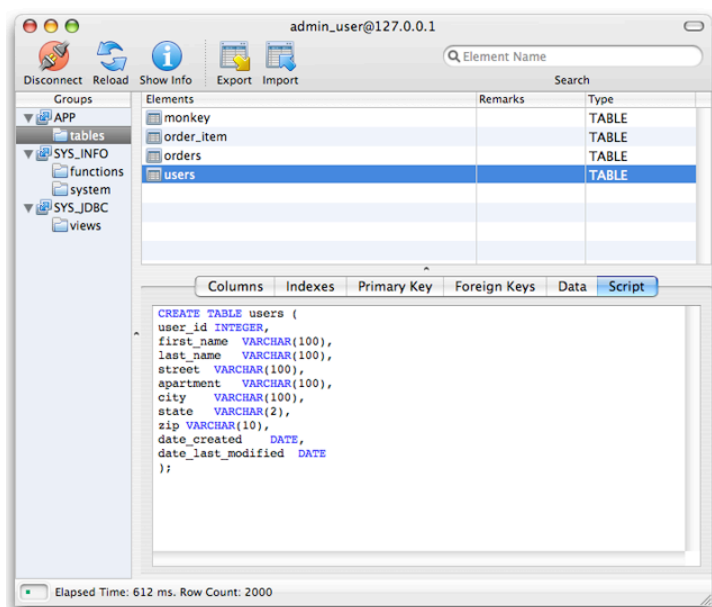 admin_user@127.0.0.1
Disconnect Reload Show Info Export Import
Element Name
Search
Groups
APP
tables
SYS_INFO
functions
system
SYS_JDBC
views
Elements Remarks Type
monkey TABLE
order_item TABLE
orders TABLE
users TABLE
Columns Indexes Primary Key Foreign Keys Data Script
CREATE TABLE users (
user_id INTEGER,
first_name VARCHAR(100),
last_name VARCHAR(100),
street VARCHAR(100),
apartment VARCHAR(100),
city VARCHAR(100),
state VARCHAR(2),
zip VARCHAR(10),
date_created DATE,
date_last_modified DATE
);
Elapsed Time: 612 ms. Row Count: 2000